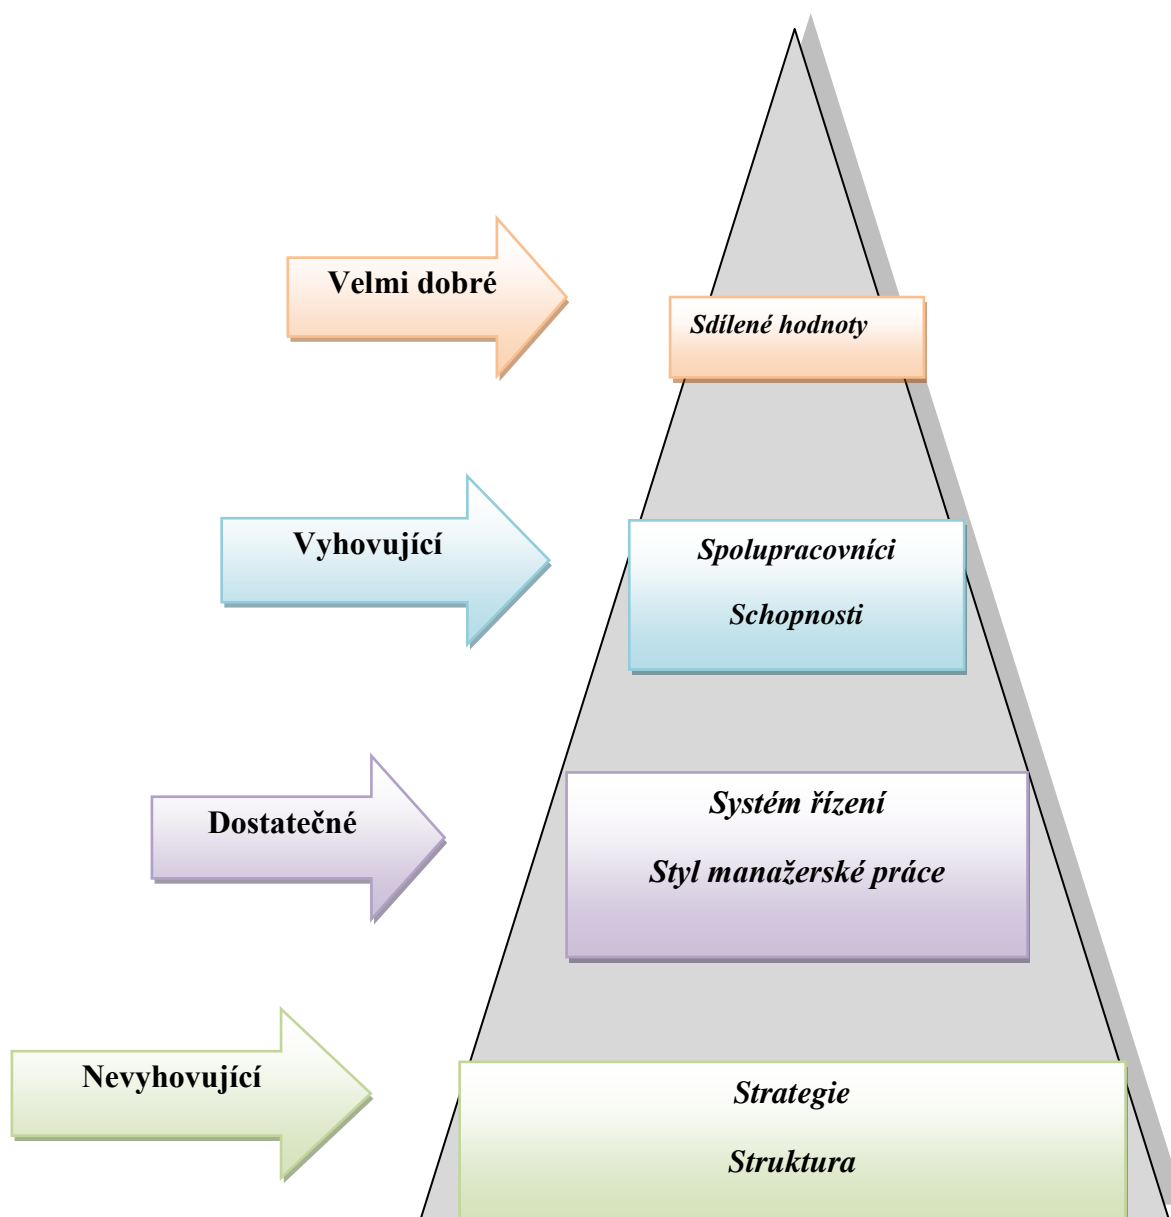 Velmi dobré
Sdílené hodnoty
Vyhovující
Spolupracovníci
Schopnosti
Dostatečné
Systém řízení
Styl manažerské práce
Nevyhovující
Strategie
Struktura